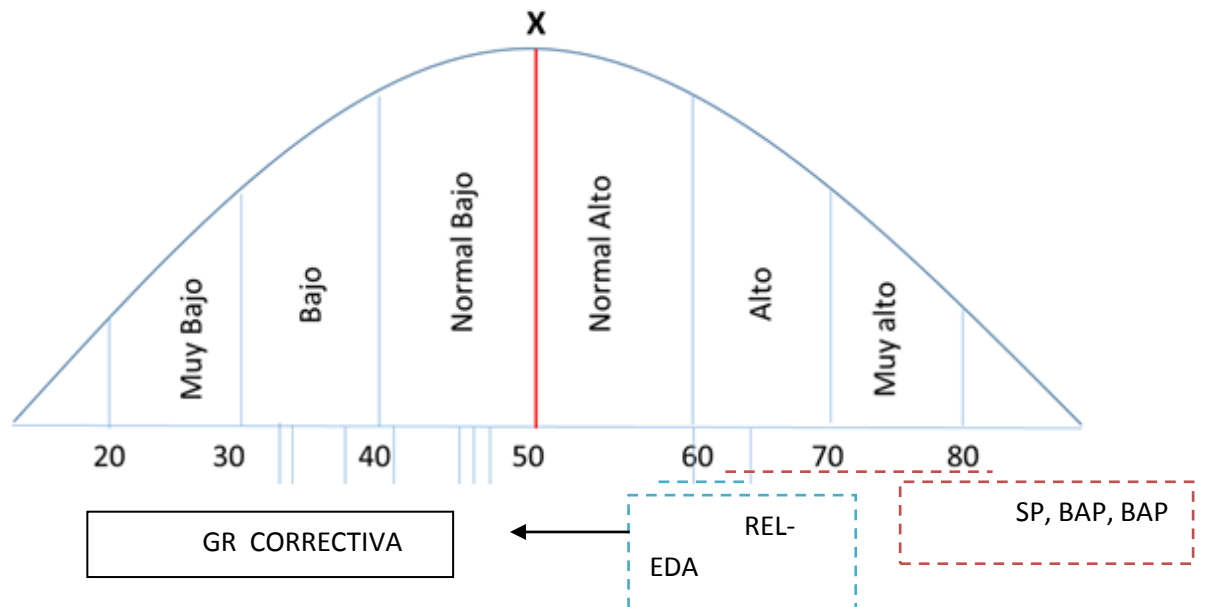 X
Muy Bajo
Bajo
Normal Bajo
Normal Alto
Alto
Muy alto
20 30 40 50 60 70 80
GR CORRECTIVA
REL-
EDA
SP, BAP, BAP